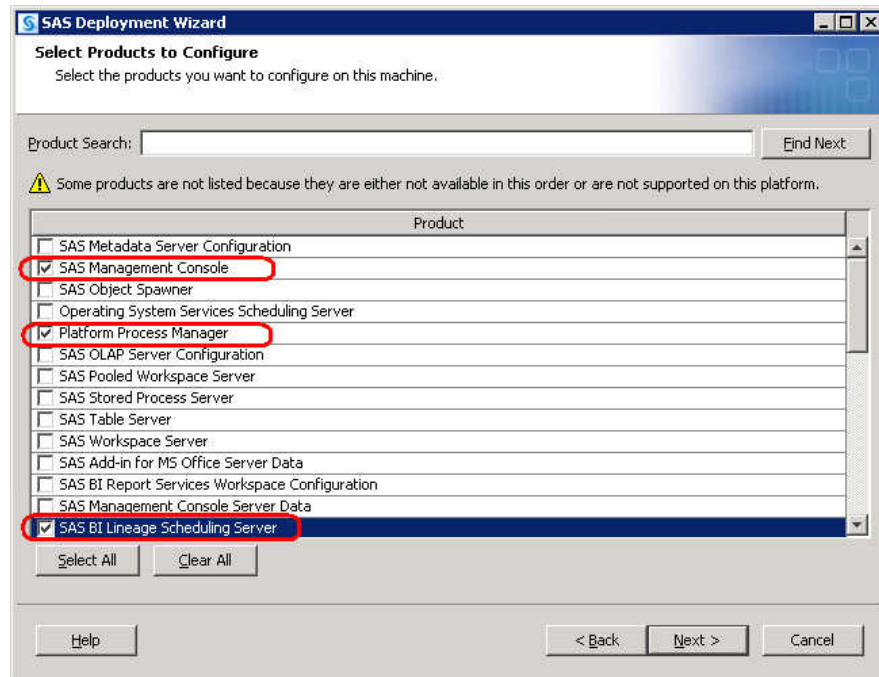 SAS Deployment Wizard
Select Products to Configure
Select the products you want to configure on this machine.
Product Search:
Find Next
Some products are not listed because they are either not available in this order or are not supported on this platform.
Product
SAS Metadata Server Configuration
SAS Management Console
SAS Object Spawner
Operating System Services Scheduling Server
Platform Process Manager
SAS OLAP Server Configuration
SAS Pooled Workspace Server
SAS Stored Process Server
SAS Table Server
SAS Workspace Server
SAS Add-in for MS Office Server Data
SAS BI Report Services Workspace Configuration
SAS Management Console Server Data
SAS BI Lineage Scheduling Server
Select All Clear All
Help < Back Next > Cancel